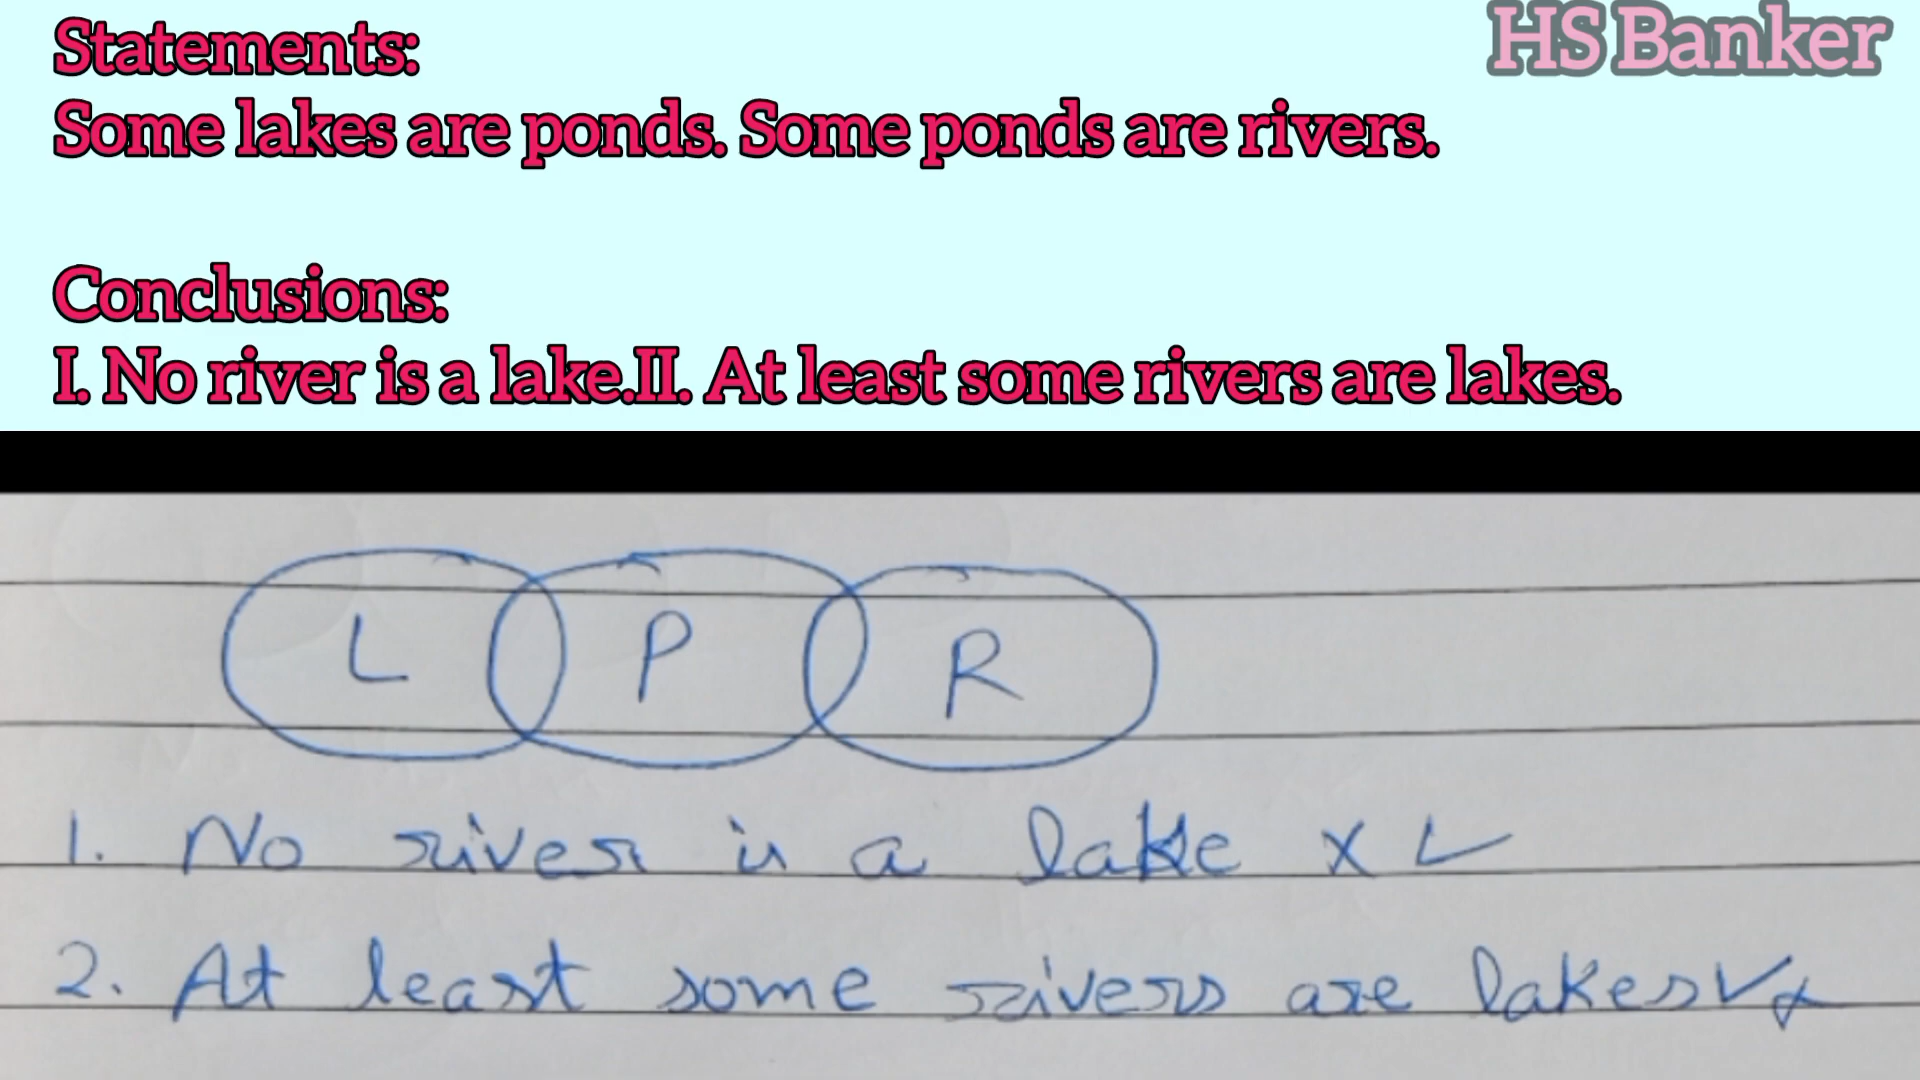 HS Banker
Statements:
Some lakes are ponds. Some ponds are rivers.
Conclusions:
I. No river is a lake.II. At least some rivers are lakes.
L P R
1. No river is a lake × ✓
2. At least some rivers are lakes ✓ ×